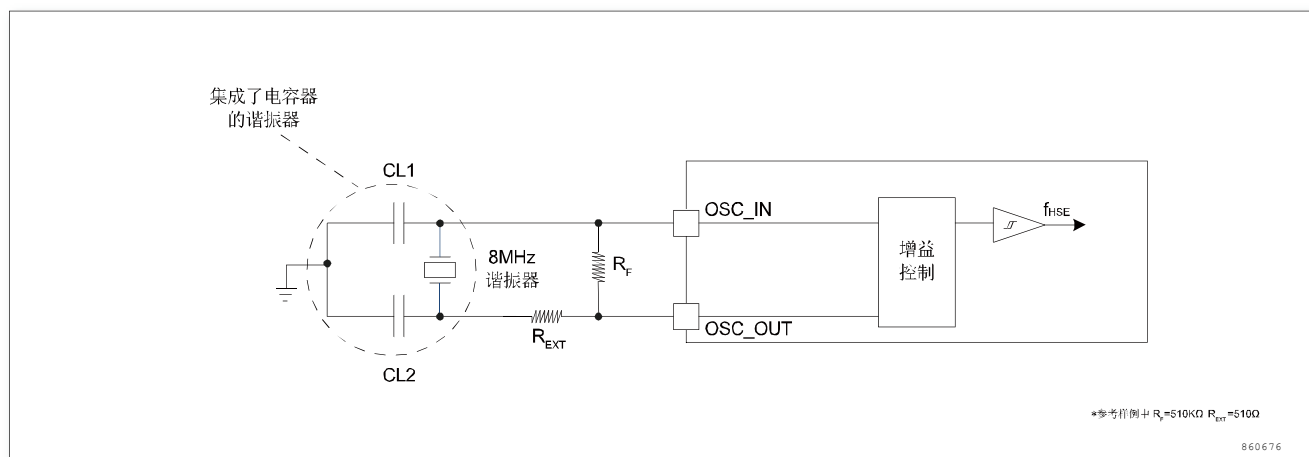 集成了电容器
的谐振器
CL1
OSC_IN
fHSE
8MHz
谐振器
RF
增益
控制
REXT
OSC_OUT
CL2
*参考样例中 RF=510KΩ REXT=510Ω
860676